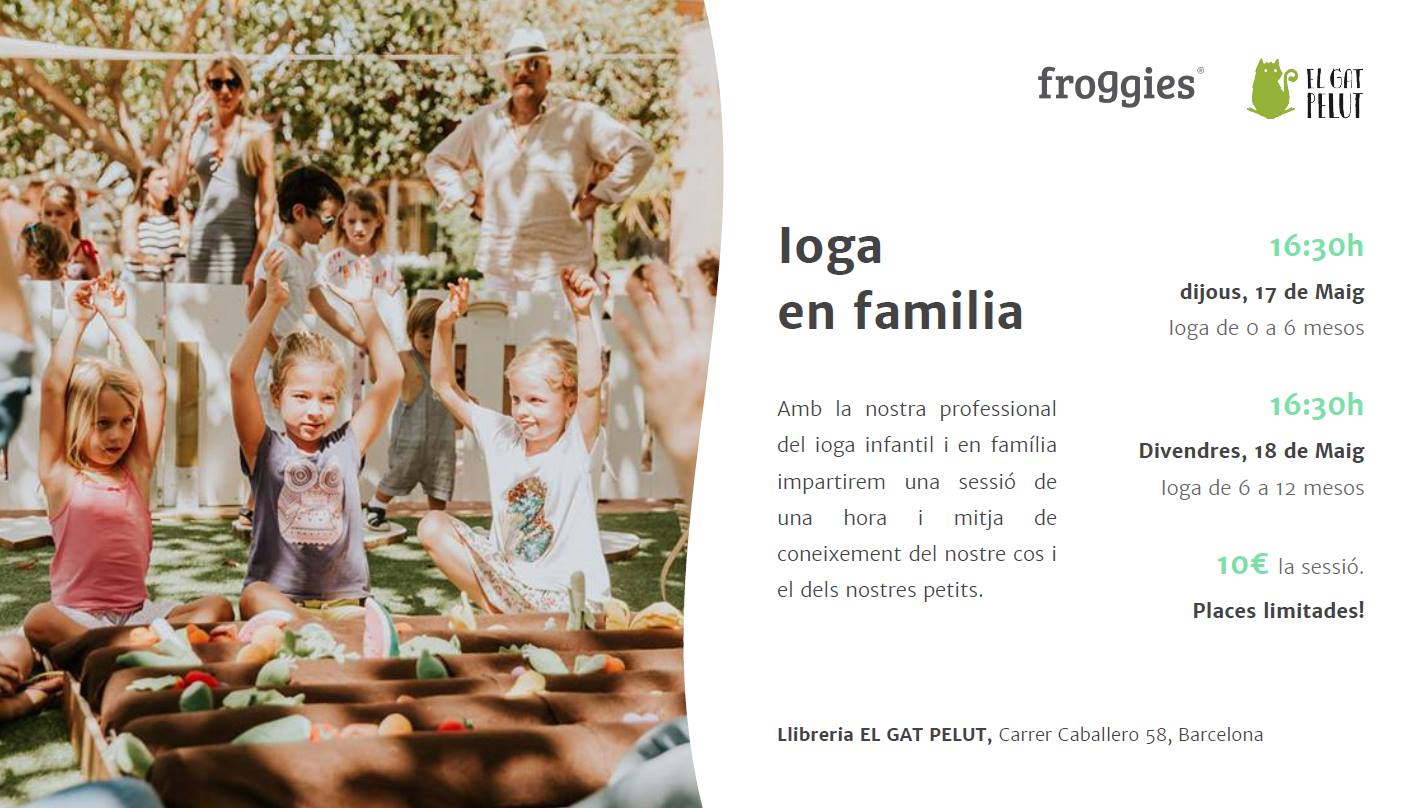 froggies®
EL GAT
PELUT
Ioga
en familia
Amb la nostra professional
del ioga infantil i en família
impartirem una sessió de
una hora i mitja de
coneixement del nostre cos i
el dels nostres petits.
16:30h
dijous, 17 de Maig
Ioga de 0 a 6 mesos
16:30h
Divendres, 18 de Maig
Ioga de 6 a 12 mesos
10€ la sessió.
Places limitades!
Llibreria EL GAT PELUT, Carrer Caballero 58, Barcelona